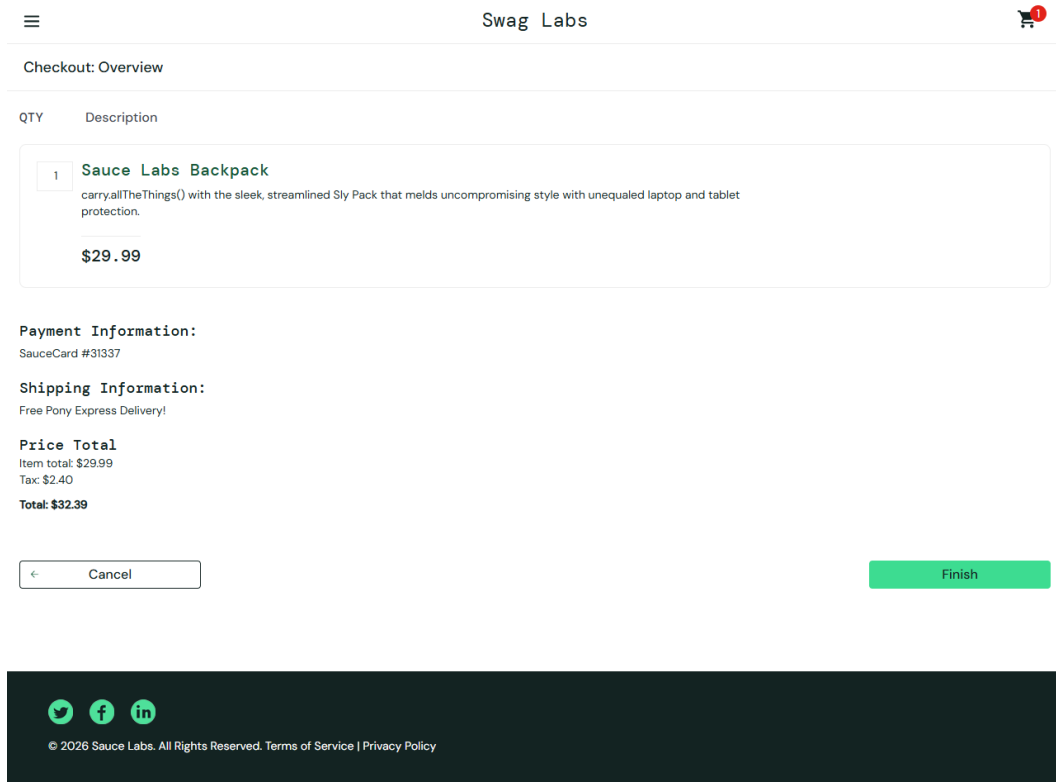 Swag Labs
1
Checkout: Overview
QTY Description
1
Sauce Labs Backpack
carry.allTheThings() with the sleek, streamlined Sly Pack that melds uncompromising style with unequaled laptop and tablet
protection.
$29.99
Payment Information:
SauceCard #31337
Shipping Information:
Free Pony Express Delivery!
Price Total
Item total: $29.99
Tax: $2.40
Total: $32.39
Cancel
Finish
© 2026 Sauce Labs. All Rights Reserved. Terms of Service | Privacy Policy